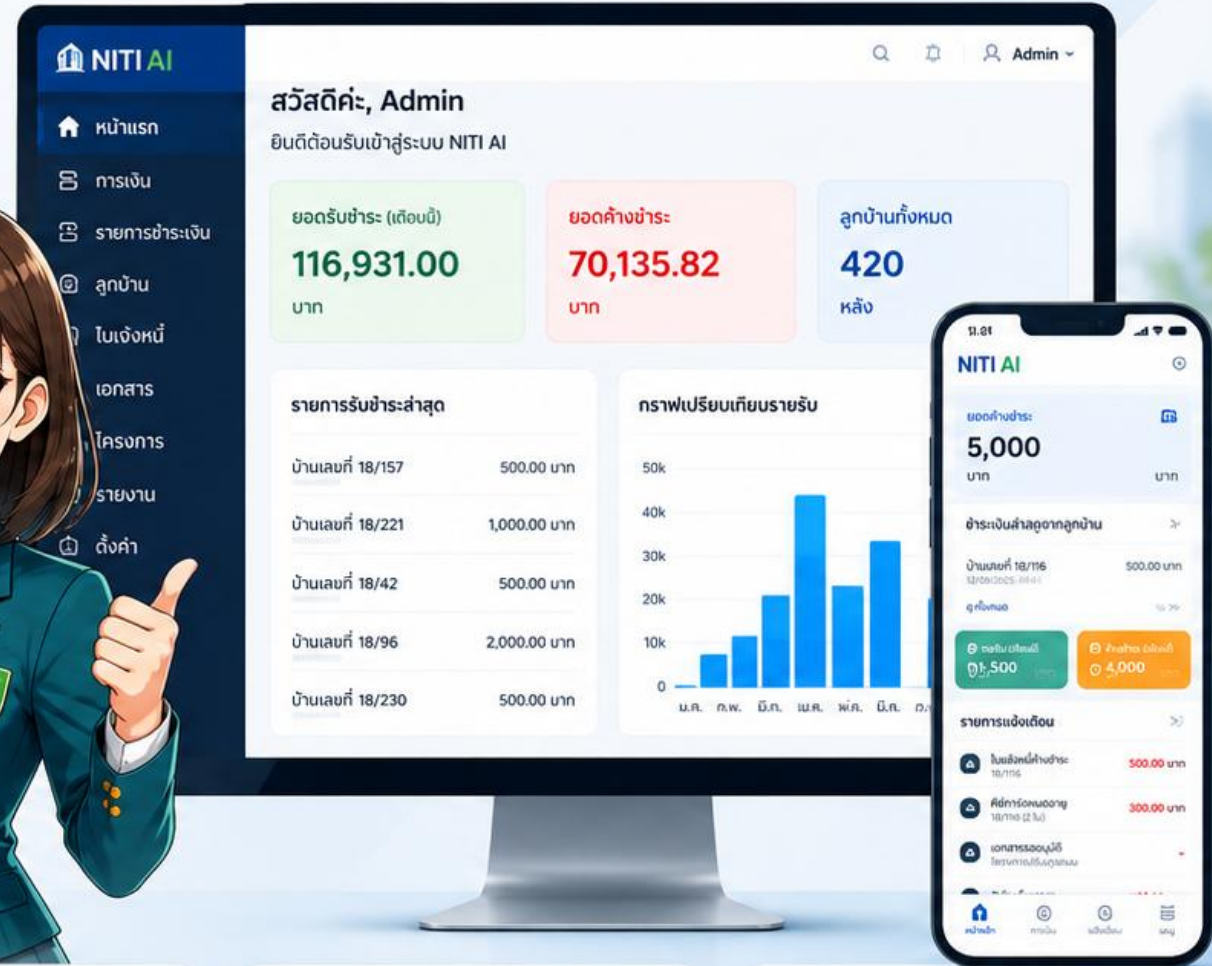 NITI AI
Admin
หน้าแรก
การเงิน
รายการชำระเงิน
ลูกบ้าน
ใบเจ้งหนี้
เอกสาร
โครงการ
รายงาน
ตั้งค่า
สวัสดีค่ะ, Admin
ยินดีต้อนรับเข้าสู่ระบบ NITI AI
ยอดรับชำระ (เดือนนี้)
116,931.00
บาท
ยอดค้างชำระ
70,135.82
บาท
ลูกบ้านทั้งหมด
420
หลัง
รายการรับชำระล่าสุด
บ้านเลขที่ 18/157 500.00 บาท
บ้านเลขที่ 18/221 1,000.00 บาท
บ้านเลขที่ 18/42 500.00 บาท
บ้านเลขที่ 18/96 2,000.00 บาท
บ้านเลขที่ 18/230 500.00 บาท
กราฟเปรียบเทียบรายรับ
50k
40k
30k
20k
10k
0
ม.ค. ก.พ. มี.ค. เม.ค. พ.ค. มี.ค.
NITI AI
ยอดค้างชำระ
5,000
บาท บาท
บ้านเลขที่ 18/116 500.00 บาท
4,000
รายการแจ้งเตือน
500.00 บาท
18/116
300.00 บาท